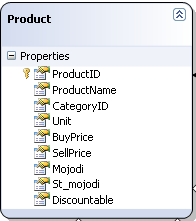 Product
Properties
ProductID
ProductName
CategoryID
Unit
BuyPrice
SellPrice
Mojodi
St_mojodi
Discountable